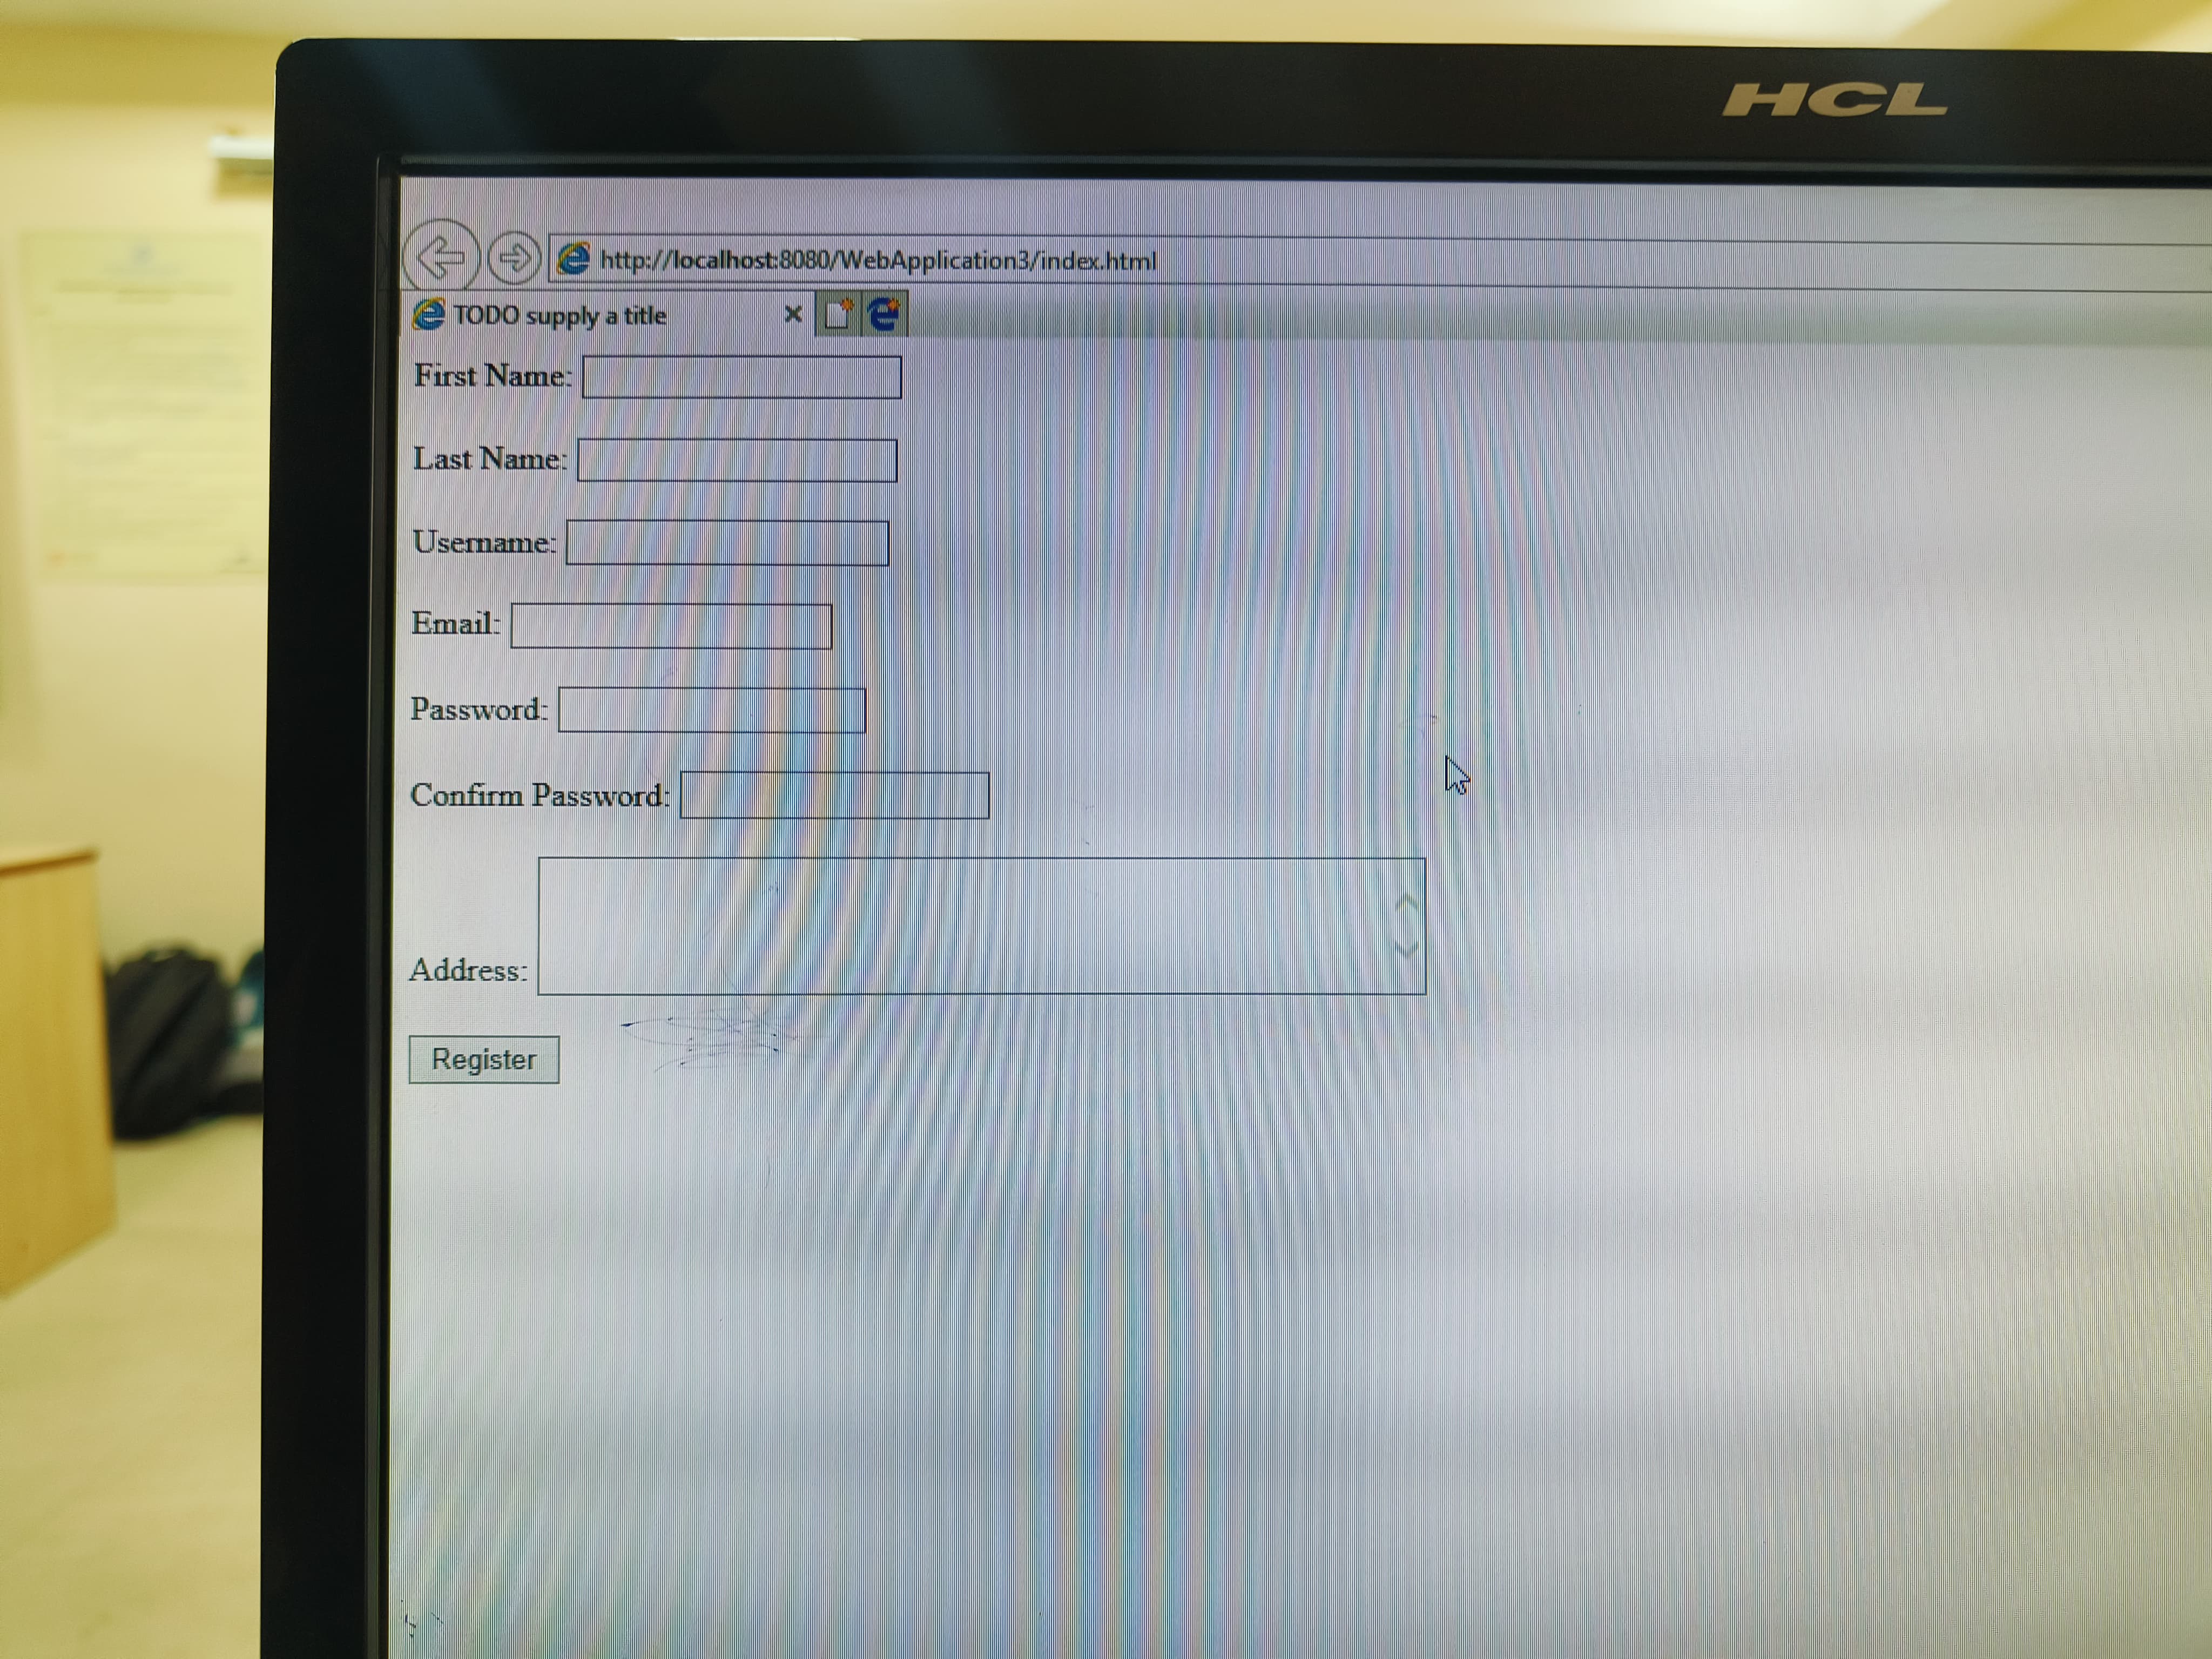 HCL
http://localhost:8080/WebApplication3/index.html
TODO supply a title
First Name:
Last Name:
Username:
Email:
Password:
Confirm Password:
Address:
Register